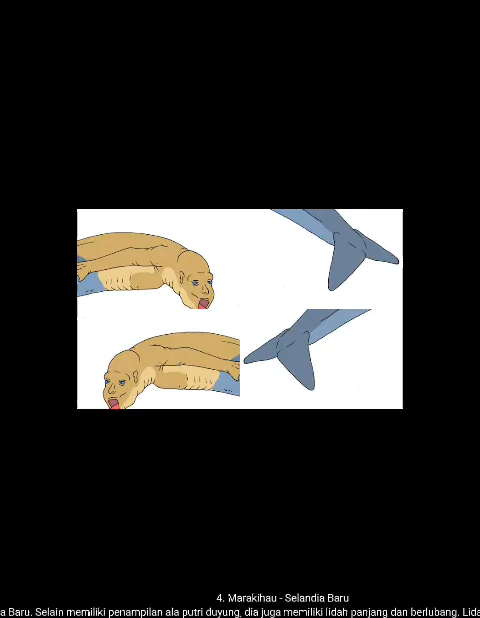 4. Marakihau - Selandia Baru
a Baru. Selain memiliki penampilan ala putri duyung, dia juga memiliki lidah panjang dan berlubang. Lida